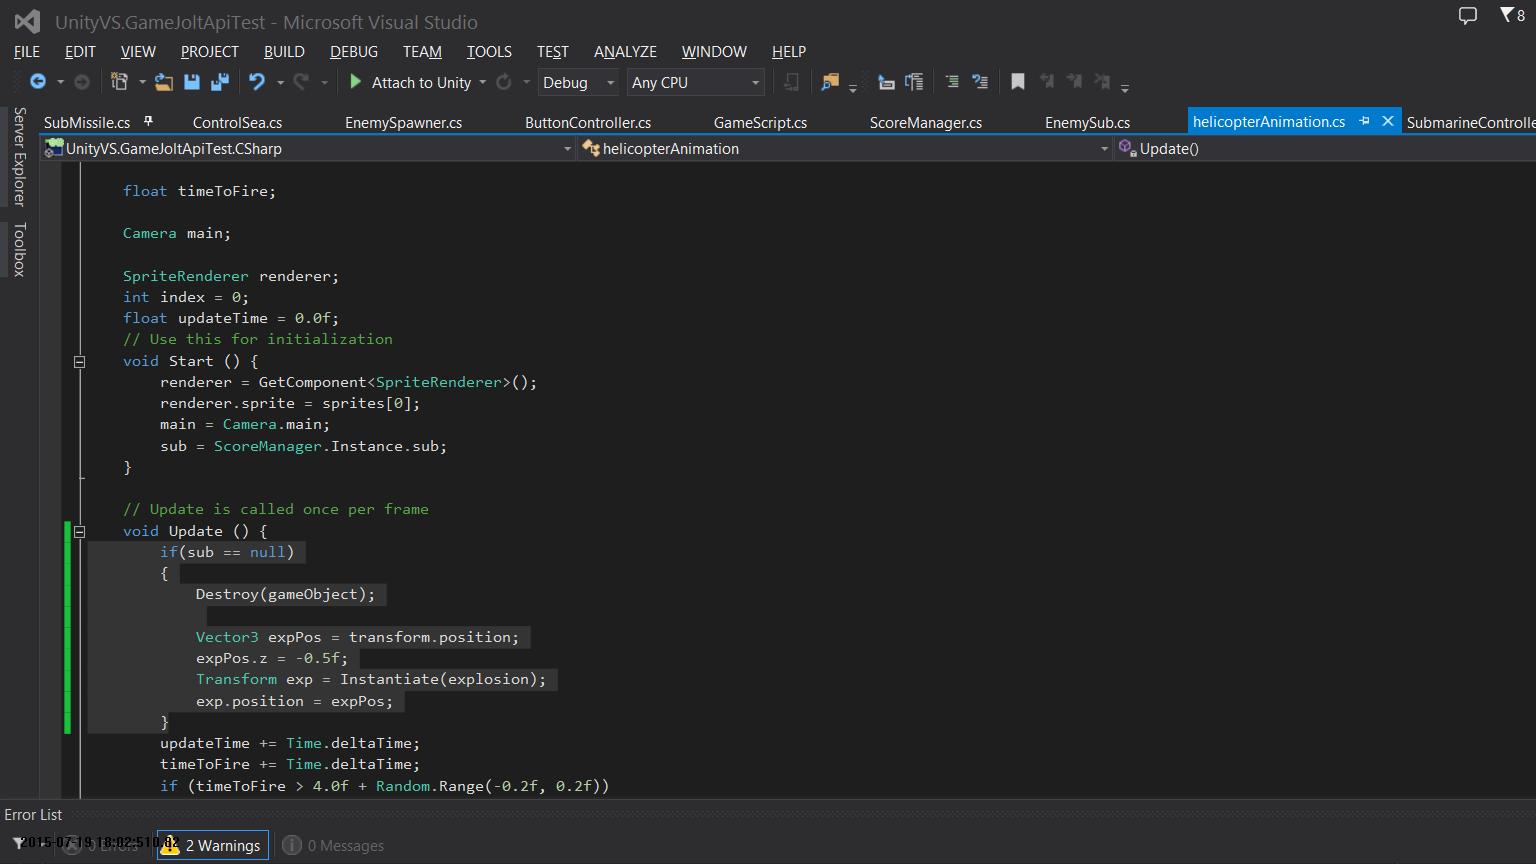 UnityVS.GameJoltApiTest - Microsoft Visual Studio
8
FILE EDIT VIEW PROJECT BUILD DEBUG TEAM TOOLS TEST ANALYZE WINDOW HELP
Attach to Unity Debug Any CPU
Server Explorer
Toolbox
SubMissile.cs ControlSea.cs EnemySpawner.cs ButtonController.cs GameScript.cs ScoreManager.cs EnemySub.cs helicopterAnimation.cs SubmarineControlle
UnityVS.GameJoltApiTest.CSharp helicopterAnimation Update()
float timeToFire;
Camera main;
SpriteRenderer renderer;
int index = 0;
float updateTime = 0.0f;
// Use this for initialization
void Start () {
renderer = GetComponent<SpriteRenderer>();
renderer.sprite = sprites[0];
main = Camera.main;
sub = ScoreManager.Instance.sub;
}
// Update is called once per frame
void Update () {
if(sub == null)
{
Destroy(gameObject);
Vector3 expPos = transform.position;
expPos.z = -0.5f;
Transform exp = Instantiate(explosion);
exp.position = expPos;
}
updateTime += Time.deltaTime;
timeToFire += Time.deltaTime;
if (timeToFire > 4.0f + Random.Range(-0.2f, 0.2f))
Error List
0 Errors 2 Warnings 0 Messages